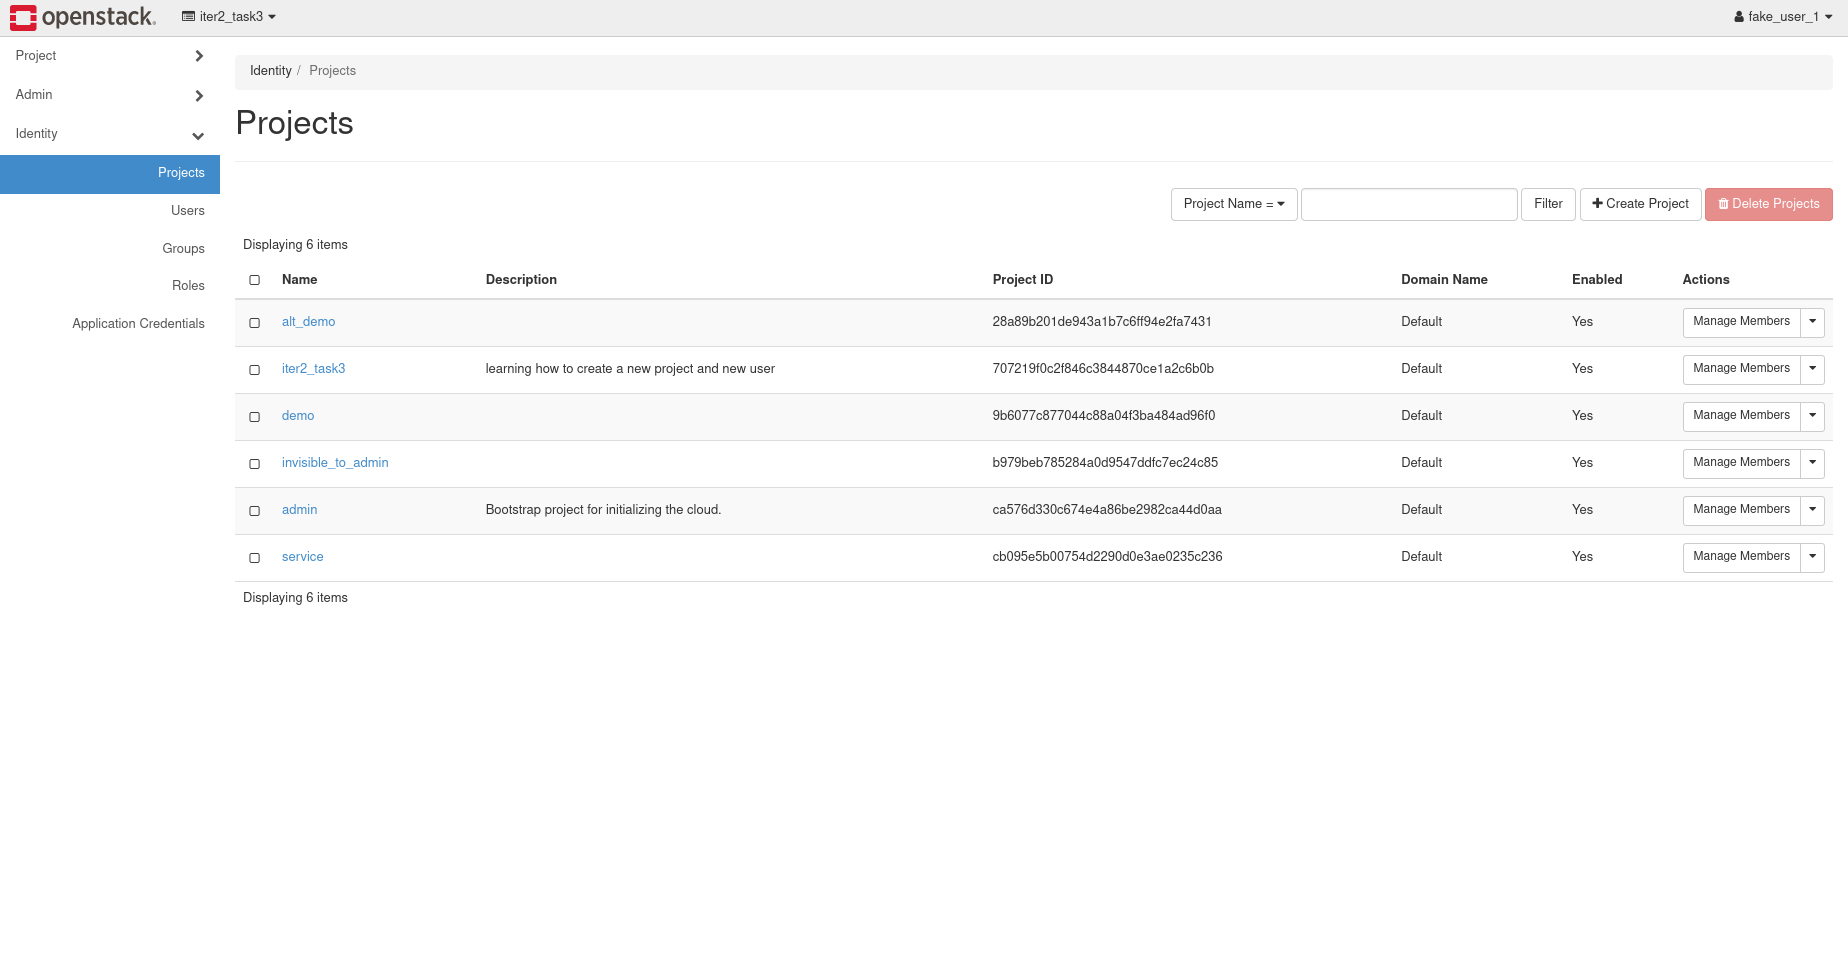 openstack. iter2_task3 fake_user_1
Project
Admin
Identity
Projects
Users
Groups
Roles
Application Credentials
Identity / Projects
Projects
Project Name = Filter Create Project Delete Projects
Displaying 6 items
Name Description Project ID Domain Name Enabled Actions
alt_demo 28a89b201de943a1b7c6ff94e2fa7431 Default Yes Manage Members
iter2_task3 learning how to create a new project and new user 707219f0c2f846c3844870ce1a2c6b0b Default Yes Manage Members
demo 9b6077c877044c88a04f3ba484ad96f0 Default Yes Manage Members
invisible_to_admin b979beb785284a0d9547ddfc7ec24c85 Default Yes Manage Members
admin Bootstrap project for initializing the cloud. ca576d330c674e4a86be2982ca44d0aa Default Yes Manage Members
service cb095e5b00754d2290d0e3ae0235c236 Default Yes Manage Members
Displaying 6 items